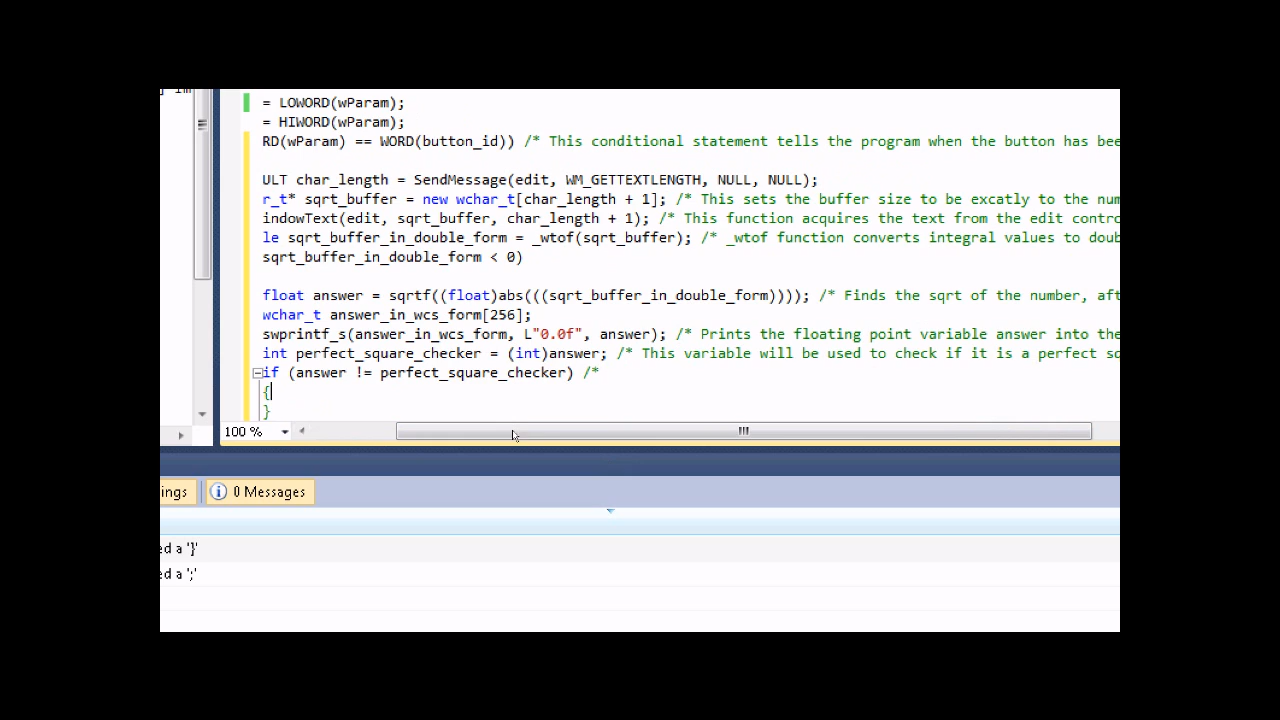 = LOWORD(wParam);
= HIWORD(wParam);
RD(wParam) == WORD(button_id)) /* This conditional statement tells the program when the button has bee
ULT char_length = SendMessage(edit, WM_GETTEXTLENGTH, NULL, NULL);
r_t* sqrt_buffer = new wchar_t[char_length + 1]; /* This sets the buffer size to be excatly to the num
indowText(edit, sqrt_buffer, char_length + 1); /* This function acquires the text from the edit contro
le sqrt_buffer_in_double_form = _wtof(sqrt_buffer); /* _wtof function converts integral values to doub
sqrt_buffer_in_double_form < 0)
float answer = sqrtf((float)abs(((sqrt_buffer_in_double_form)))); /* Finds the sqrt of the number, aft
wchar_t answer_in_wcs_form[256];
swprintf_s(answer_in_wcs_form, L"0.0f", answer); /* Prints the floating point variable answer into the
int perfect_square_checker = (int)answer; /* This variable will be used to check if it is a perfect sq
if (answer != perfect_square_checker) /*
{
}
100 %
ings
0 Messages
ed a '}'
ed a ';'